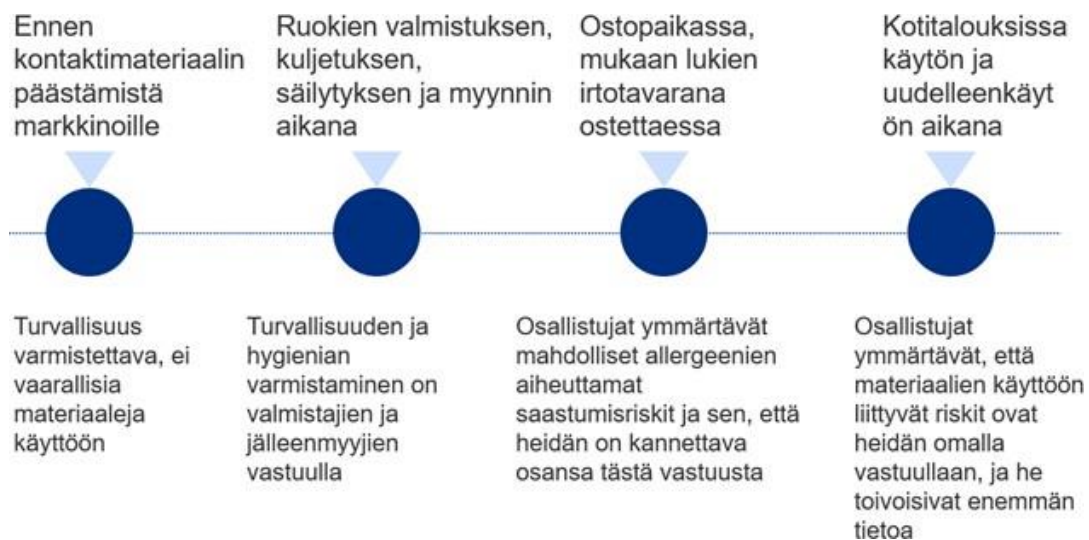 Ennen
kontaktimateriaalin
päästämistä
markkinoille
Ruokien valmistuksen,
kuljetuksen,
säilytyksen ja myynnin
aikana
Ostopaikassa,
mukaan lukien
irtotavarana
ostettaessa
Kotitalouksissa
käytön ja
uudelleenkäyt
ön aikana
Turvallisuus
varmistettava, ei
vaarallisia
materiaaleja
käyttöön
Turvallisuuden ja
hygienian
varmistaminen on
valmistajien ja
jälleenmyyjien
vastuulla
Osallistujat ymmärtävät
mahdolliset allergeenien
aiheuttamat
saastumisriskit ja sen, että
heidän on kannettava
osansa tästä vastuusta
Osallistujat
ymmärtävät, että
materiaalien käyttöön
liittyvät riskit ovat
heidän omalla
vastuullaan, ja he
toivoisivat enemmän
tietoa